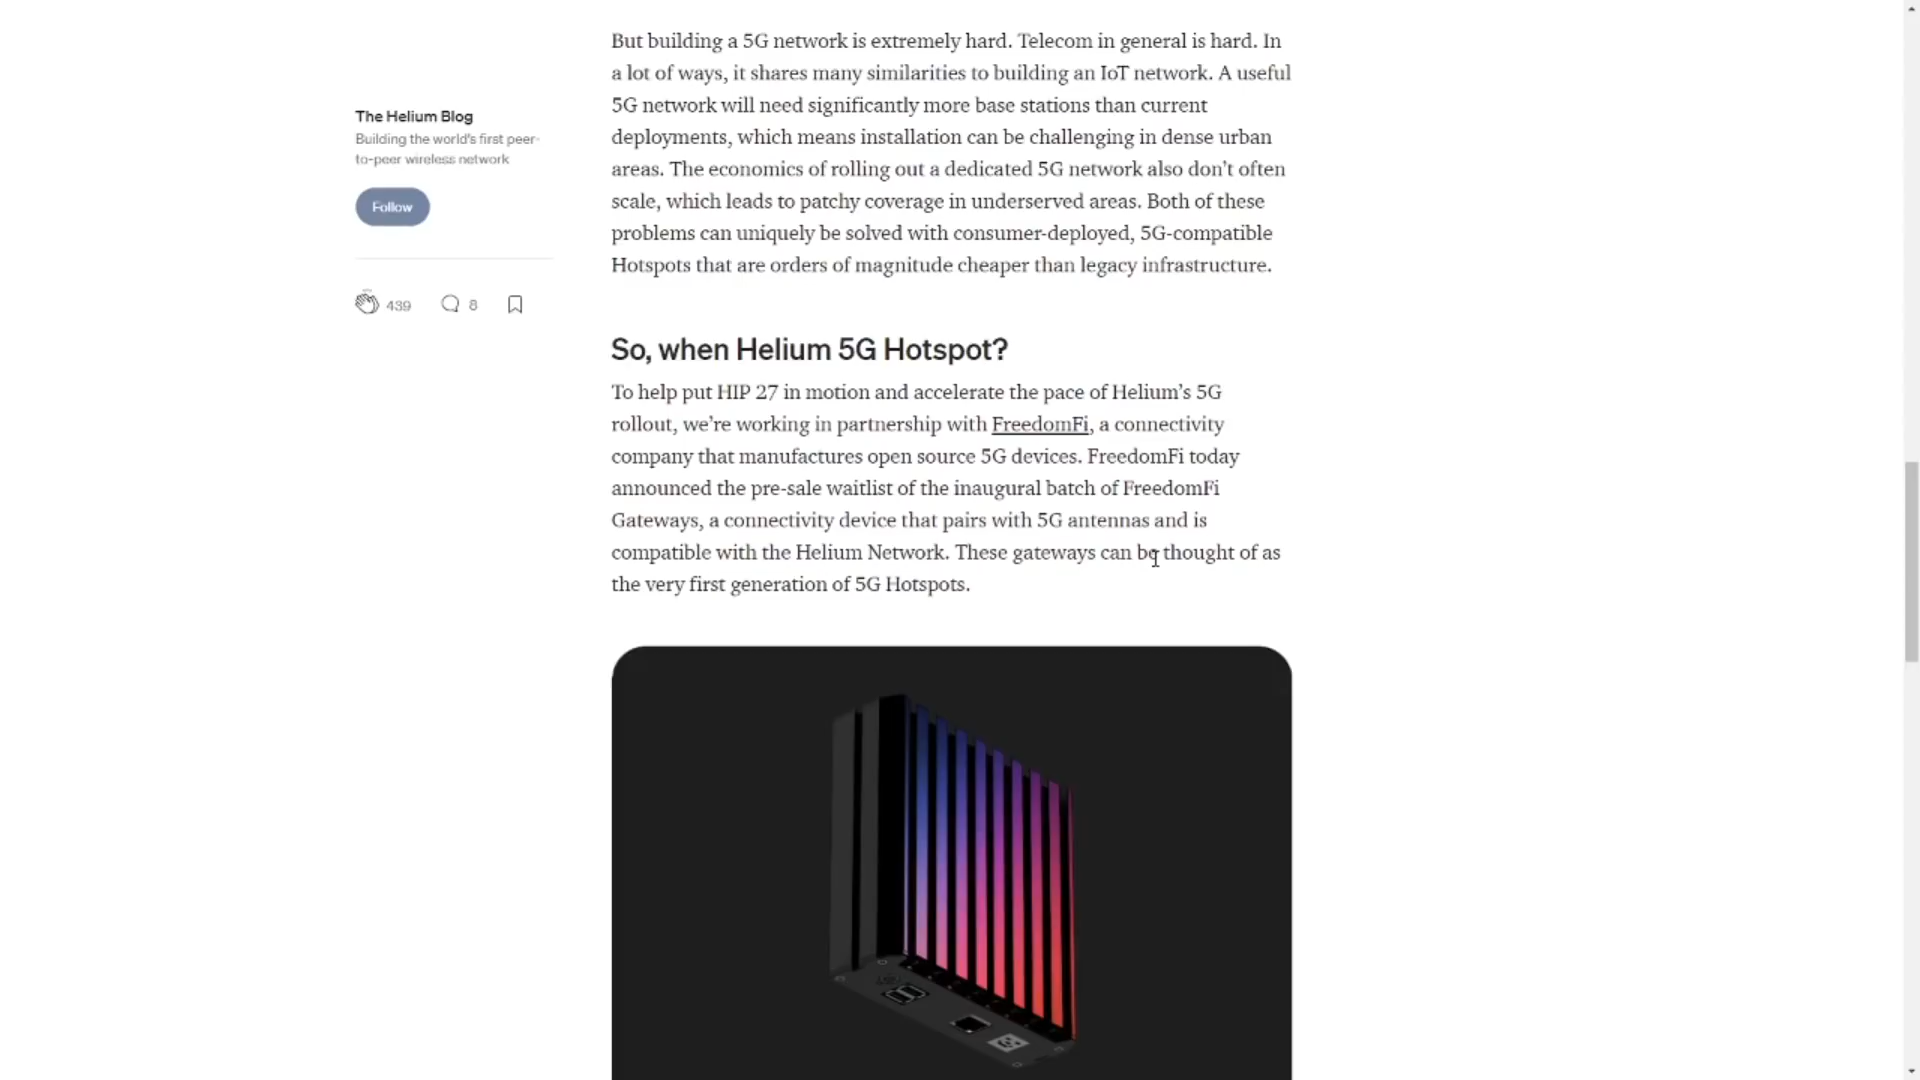 The Helium Blog
Building the world's first peer-
to-peer wireless network
Follow
439
8
But building a 5G network is extremely hard. Telecom in general is hard. In
a lot of ways, it shares many similarities to building an IoT network. A useful
5G network will need significantly more base stations than current
deployments, which means installation can be challenging in dense urban
areas. The economics of rolling out a dedicated 5G network also don't often
scale, which leads to patchy coverage in underserved areas. Both of these
problems can uniquely be solved with consumer-deployed, 5G-compatible
Hotspots that are orders of magnitude cheaper than legacy infrastructure.
So, when Helium 5G Hotspot?
To help put HIP 27 in motion and accelerate the pace of Helium's 5G
rollout, we're working in partnership with FreedomFi, a connectivity
company that manufactures open source 5G devices. FreedomFi today
announced the pre-sale waitlist of the inaugural batch of FreedomFi
Gateways, a connectivity device that pairs with 5G antennas and is
compatible with the Helium Network. These gateways can be thought of as
the very first generation of 5G Hotspots.